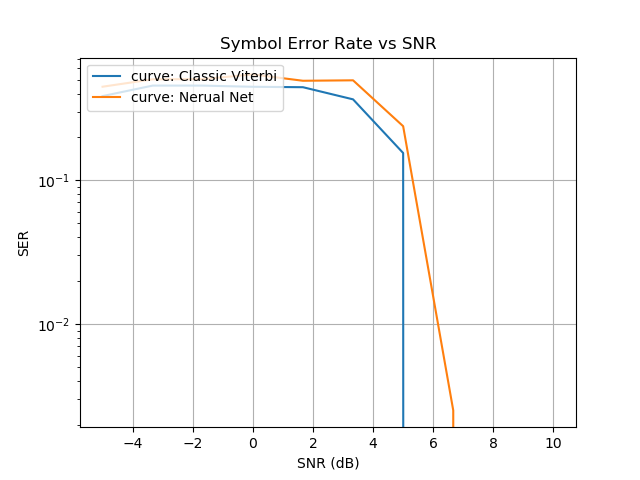 Symbol Error Rate vs SNR
curve: Classic Viterbi
curve: Nerual Net
SER
10⁻¹
10⁻²
−4 −2 0 2 4 6 8 10
SNR (dB)